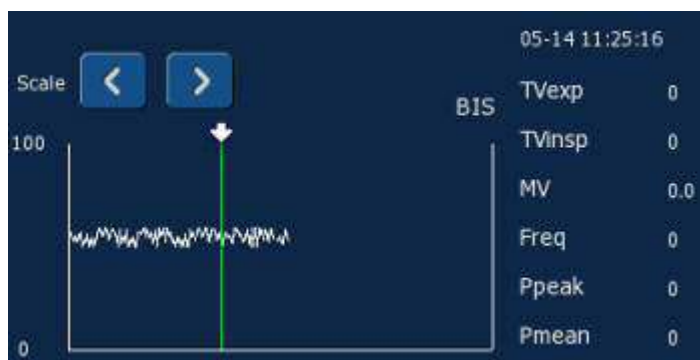 05-14 11:25:16
Scale
BIS
100
0
TVexp 0
TVinsp 0
MV 0.0
Freq 0
Ppeak 0
Pmean 0